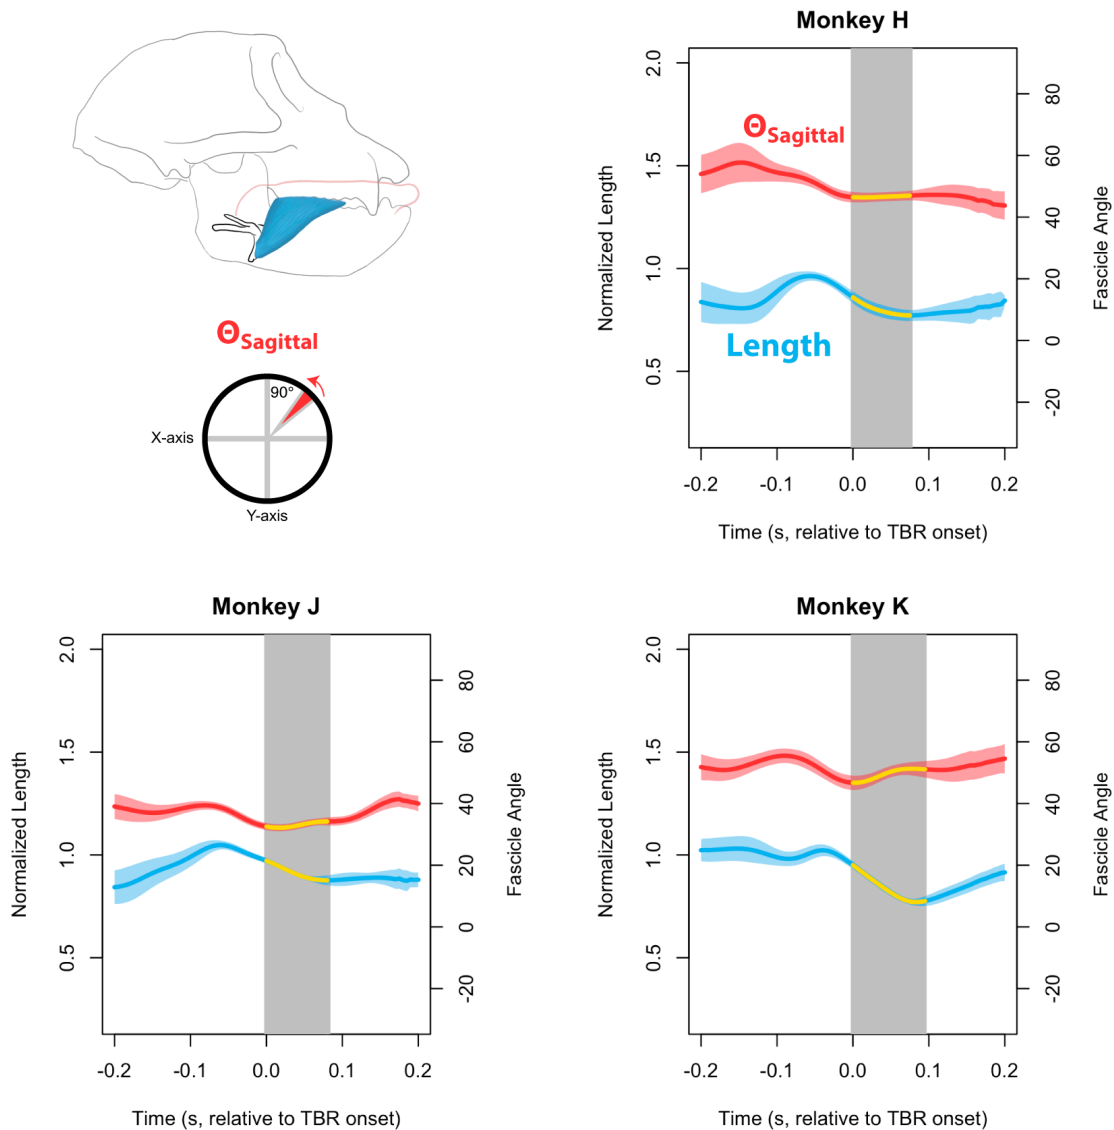 Monkey H
2.0
1.5
1.0
0.5
Normalized Length
80
60
40
20
0
-20
Fascicle Angle
ΘSagittal
Length
-0.2
-0.1
0.0
0.1
0.2
Time (s, relative to TBR onset)
ΘSagittal
90°
X-axis
Y-axis
Monkey J
2.0
1.5
1.0
0.5
Normalized Length
80
60
40
20
0
-20
Fascicle Angle
-0.2
-0.1
0.0
0.1
0.2
Time (s, relative to TBR onset)
Monkey K
2.0
1.5
1.0
0.5
Normalized Length
80
60
40
20
0
-20
Fascicle Angle
-0.2
-0.1
0.0
0.1
0.2
Time (s, relative to TBR onset)